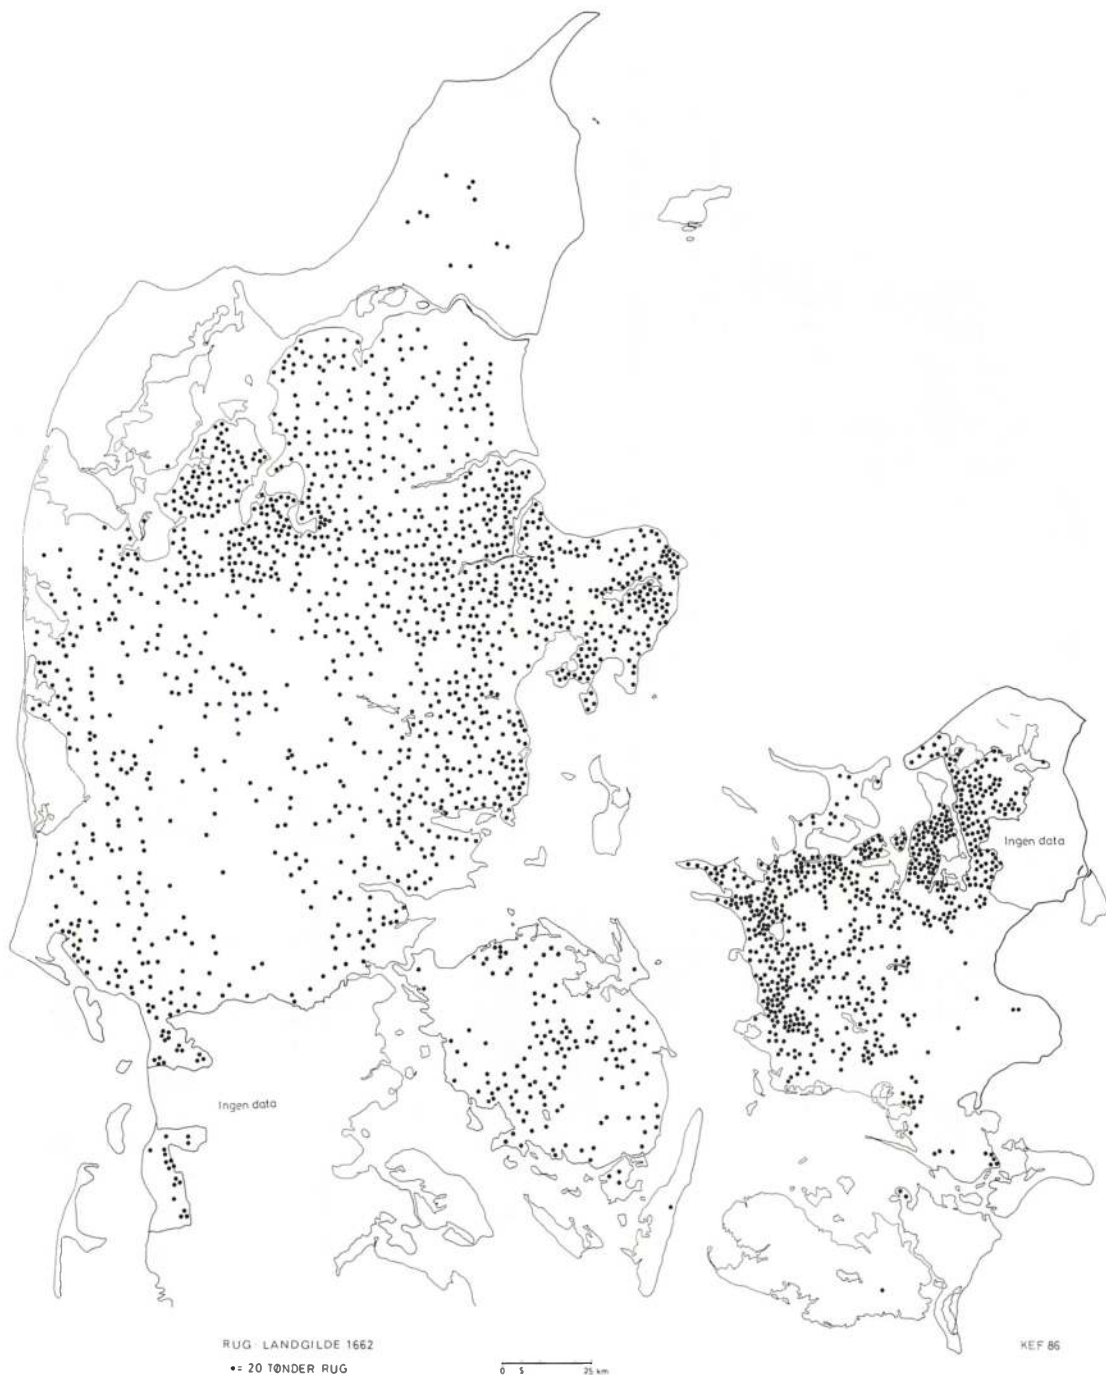 Ingen data
Ingen data
RUG LANDGILDE 1662
•= 20 TØNDER RUG
0 5 25 km
KEF 86